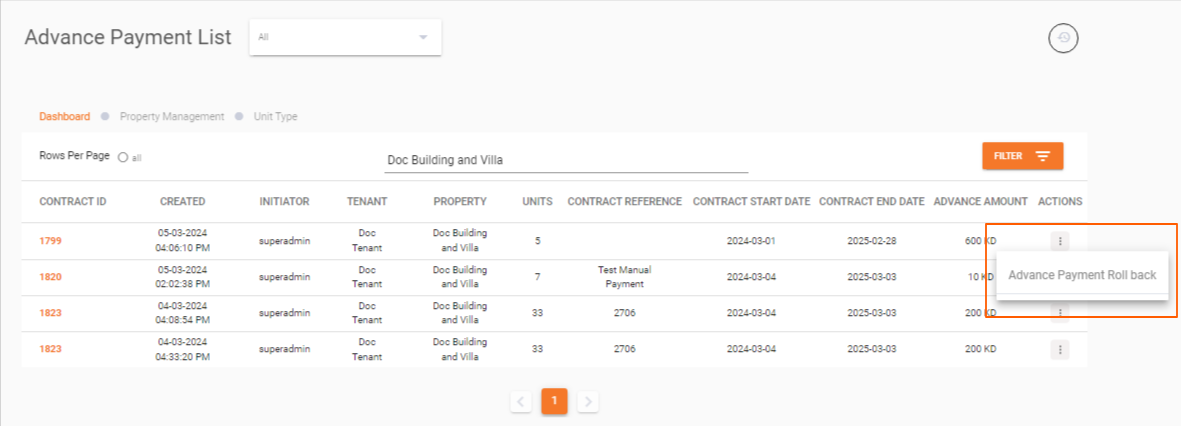 Advance Payment List
All
Dashboard Property Management Unit Type
Rows Per Page all
Doc Building and Villa
FILTER
CONTRACT ID CREATED INITIATOR TENANT PROPERTY UNITS CONTRACT REFERENCE CONTRACT START DATE CONTRACT END DATE ADVANCE AMOUNT ACTIONS
1799 05-03-2024 04:06:10 PM superadmin Doc Tenant Doc Building and Villa 5 2024-03-01 2025-02-28 600 KD
1820 05-03-2024 02:02:38 PM superadmin Doc Tenant Doc Building and Villa 7 Test Manual Payment 2024-03-04 2025-03-03 10 KD
Advance Payment Roll back
1823 04-03-2024 04:08:54 PM superadmin Doc Tenant Doc Building and Villa 33 2706 2024-03-04 2025-03-03 200 KD
1823 04-03-2024 04:33:20 PM superadmin Doc Tenant Doc Building and Villa 33 2706 2024-03-04 2025-03-03 200 KD
1